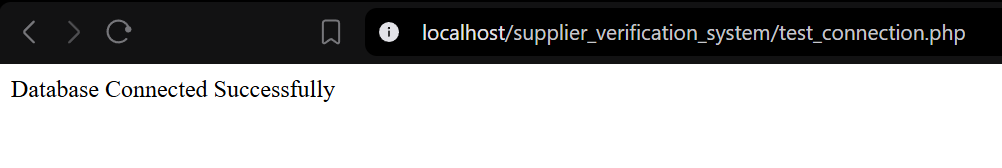 localhost/supplier_verification_system/test_connection.php
Database Connected Successfully